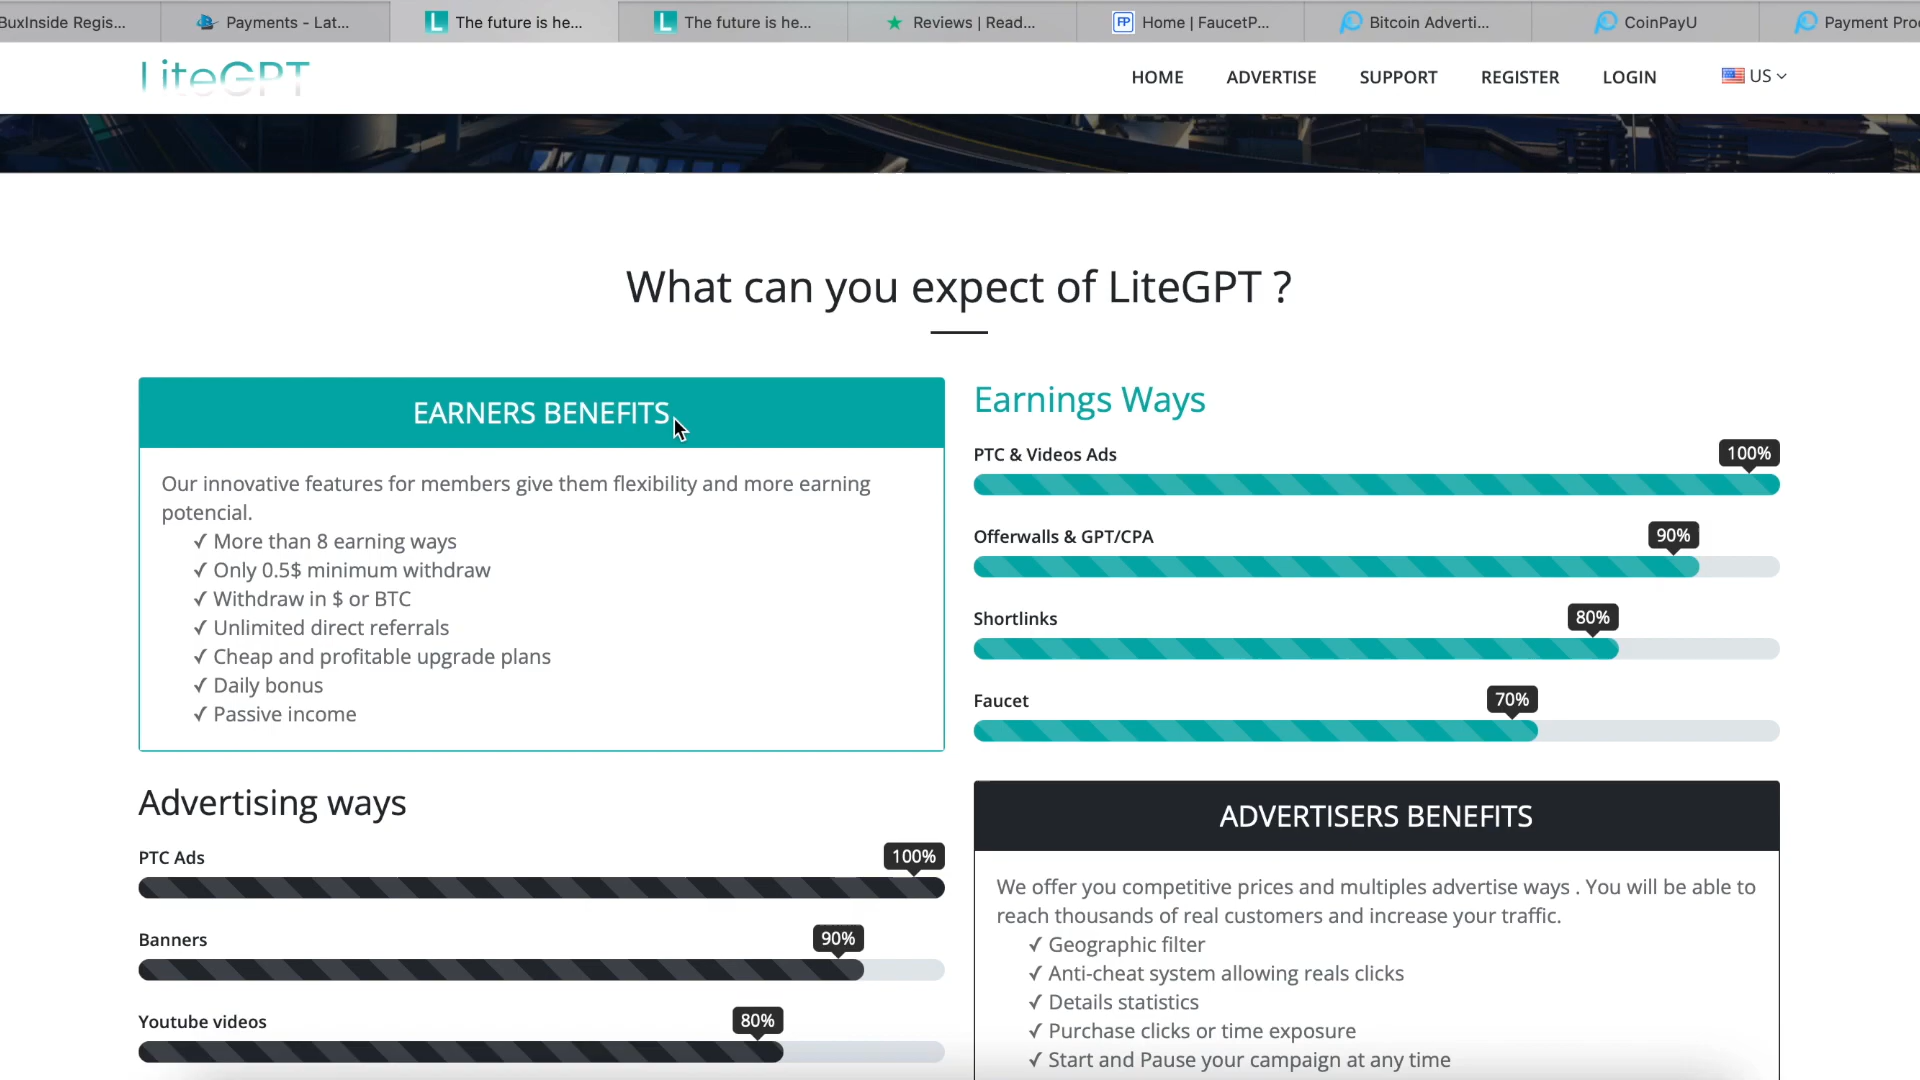 BuxInside Regis...
Payments - Lat...
The future is he...
The future is he...
Reviews | Read...
FP
Home | FaucetP...
Bitcoin Adverti...
CoinPayU
Payment Proo
LiteGPT
HOME
ADVERTISE
SUPPORT
REGISTER
LOGIN
US
What can you expect of LiteGPT ?
EARNERS BENEFITS
Our innovative features for members give them flexibility and more earning
potencial.
✓ More than 8 earning ways
✓ Only 0.5$ minimum withdraw
✓ Withdraw in $ or BTC
✓ Unlimited direct referrals
✓ Cheap and profitable upgrade plans
✓ Daily bonus
✓ Passive income
Earnings Ways
PTC & Videos Ads
100%
Offerwalls & GPT/CPA
90%
Shortlinks
80%
Faucet
70%
Advertising ways
PTC Ads
100%
Banners
90%
Youtube videos
80%
ADVERTISERS BENEFITS
We offer you competitive prices and multiples advertise ways . You will be able to
reach thousands of real customers and increase your traffic.
✓ Geographic filter
✓ Anti-cheat system allowing reals clicks
✓ Details statistics
✓ Purchase clicks or time exposure
✓ Start and Pause your campaign at any time